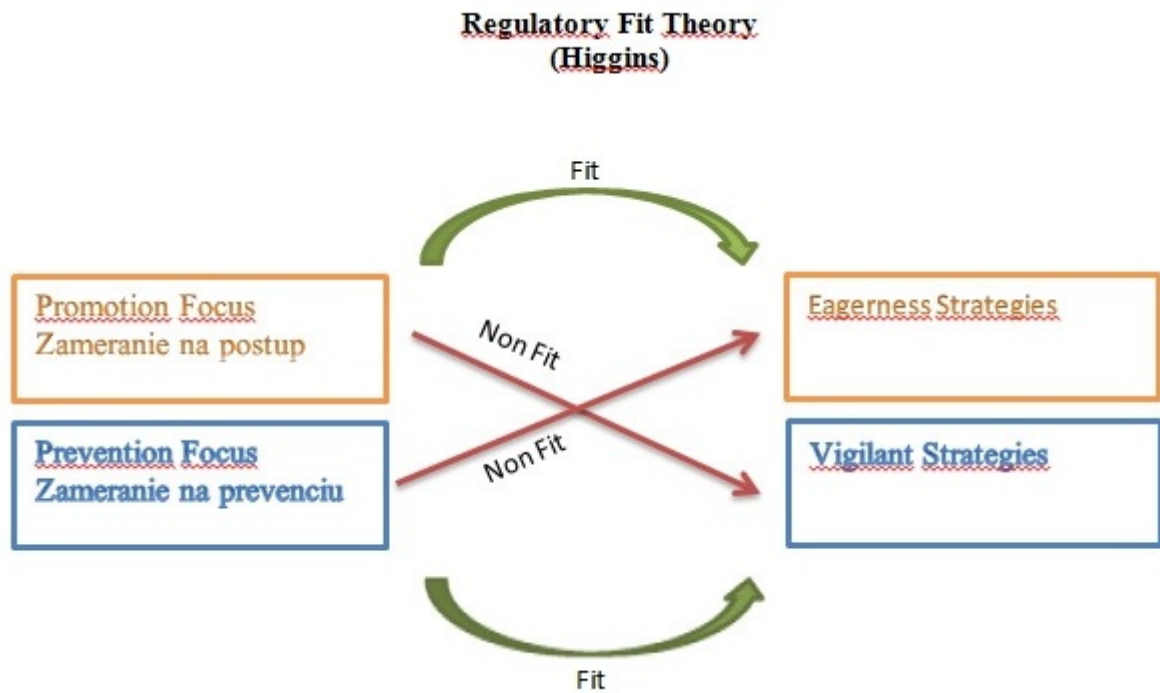 Regulatory Fit Theory
(Higgins)
Fit
Promotion Focus
Zameranie na postup
Eagerness Strategies
Non Fit
Prevention Focus
Zameranie na prevenciu
Non Fit
Vigilant Strategies
Fit